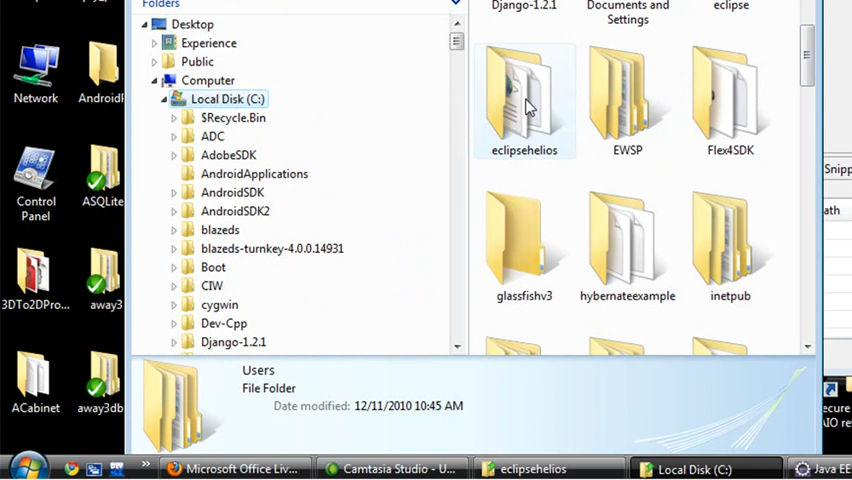 Folders
Desktop
Experience
Public
Computer
Local Disk (C:)
$Recycle.Bin
ADC
AdobeSDK
AndroidApplications
AndroidSDK
AndroidSDK2
blazeds
blazeds-turnkey-4.0.0.14931
Boot
CIW
cygwin
Dev-Cpp
Django-1.2.1
Django-1.2.1
Documents and
Settings
eclipse
eclipsehelios
EWSP
Flex4SDK
glassfishv3
hybernateexample
inetpub
Network
AndroidF
Control
Panel
ASQLite
3DTo2DPro...
away3
ACabinet
away3db
Users
File Folder
Date modified: 12/11/2010 10:45 AM
Snipp
ath
ecure
AIO re
Microsoft Office Liv...
Camtasia Studio - U...
eclipsehelios
Local Disk (C:)
Java EE